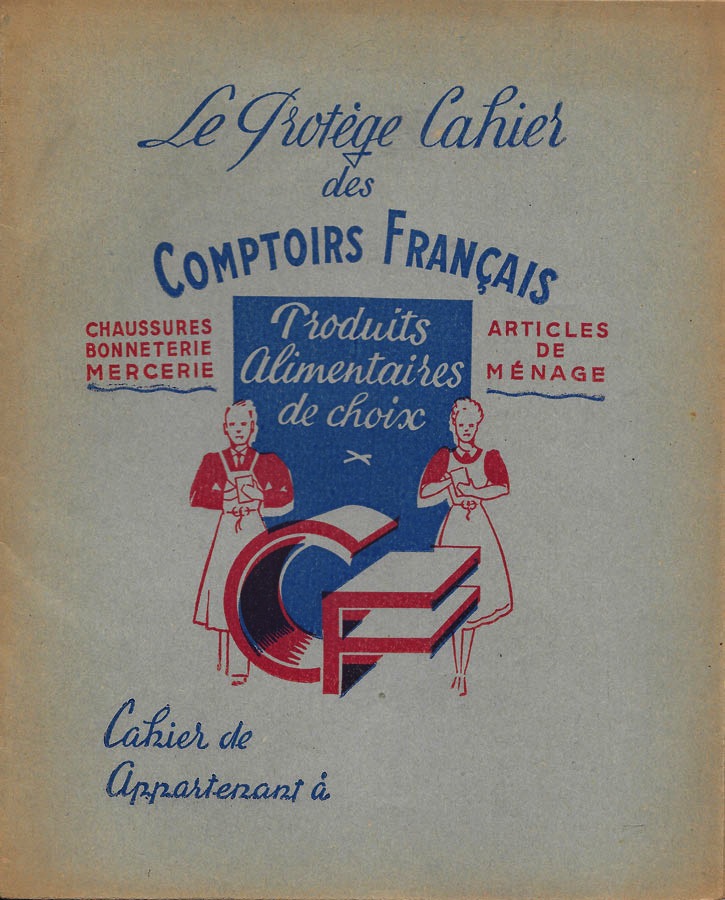 Le Protège Cahier
des
COMPTOIRS FRANÇAIS
CHAUSSURES
BONNETERIE
MERCERIE
Produits
Alimentaires
de choix
ARTICLES
DE
MÉNAGE
CF
Cahier de
Appartenant à